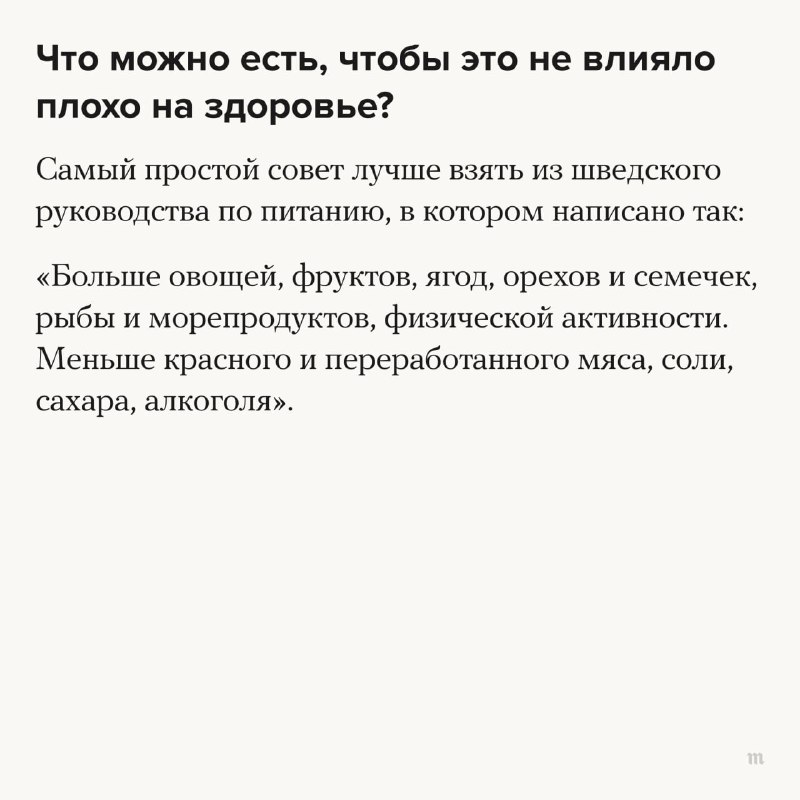 Что можно есть, чтобы это не влияло
плохо на здоровье?
Самый простой совет лучше взять из шведского
руководства по питанию, в котором написано так:
«Больше овощей, фруктов, ягод, орехов и семечек,
рыбы и морепродуктов, физической активности.
Меньше красного и переработанного мяса, соли,
сахара, алкоголя».
m